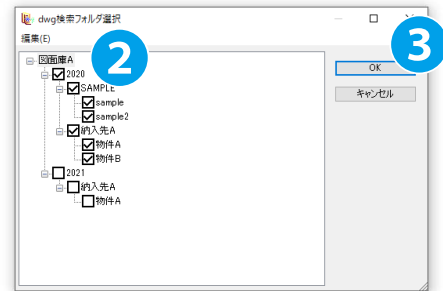 dwg検索フォルダ選択
編集(E)
図面庫A
2020
SAMPLE
sample
sample2
納入先A
物件A
物件B
2021
納入先A
物件A
2
OK
3
キャンセル